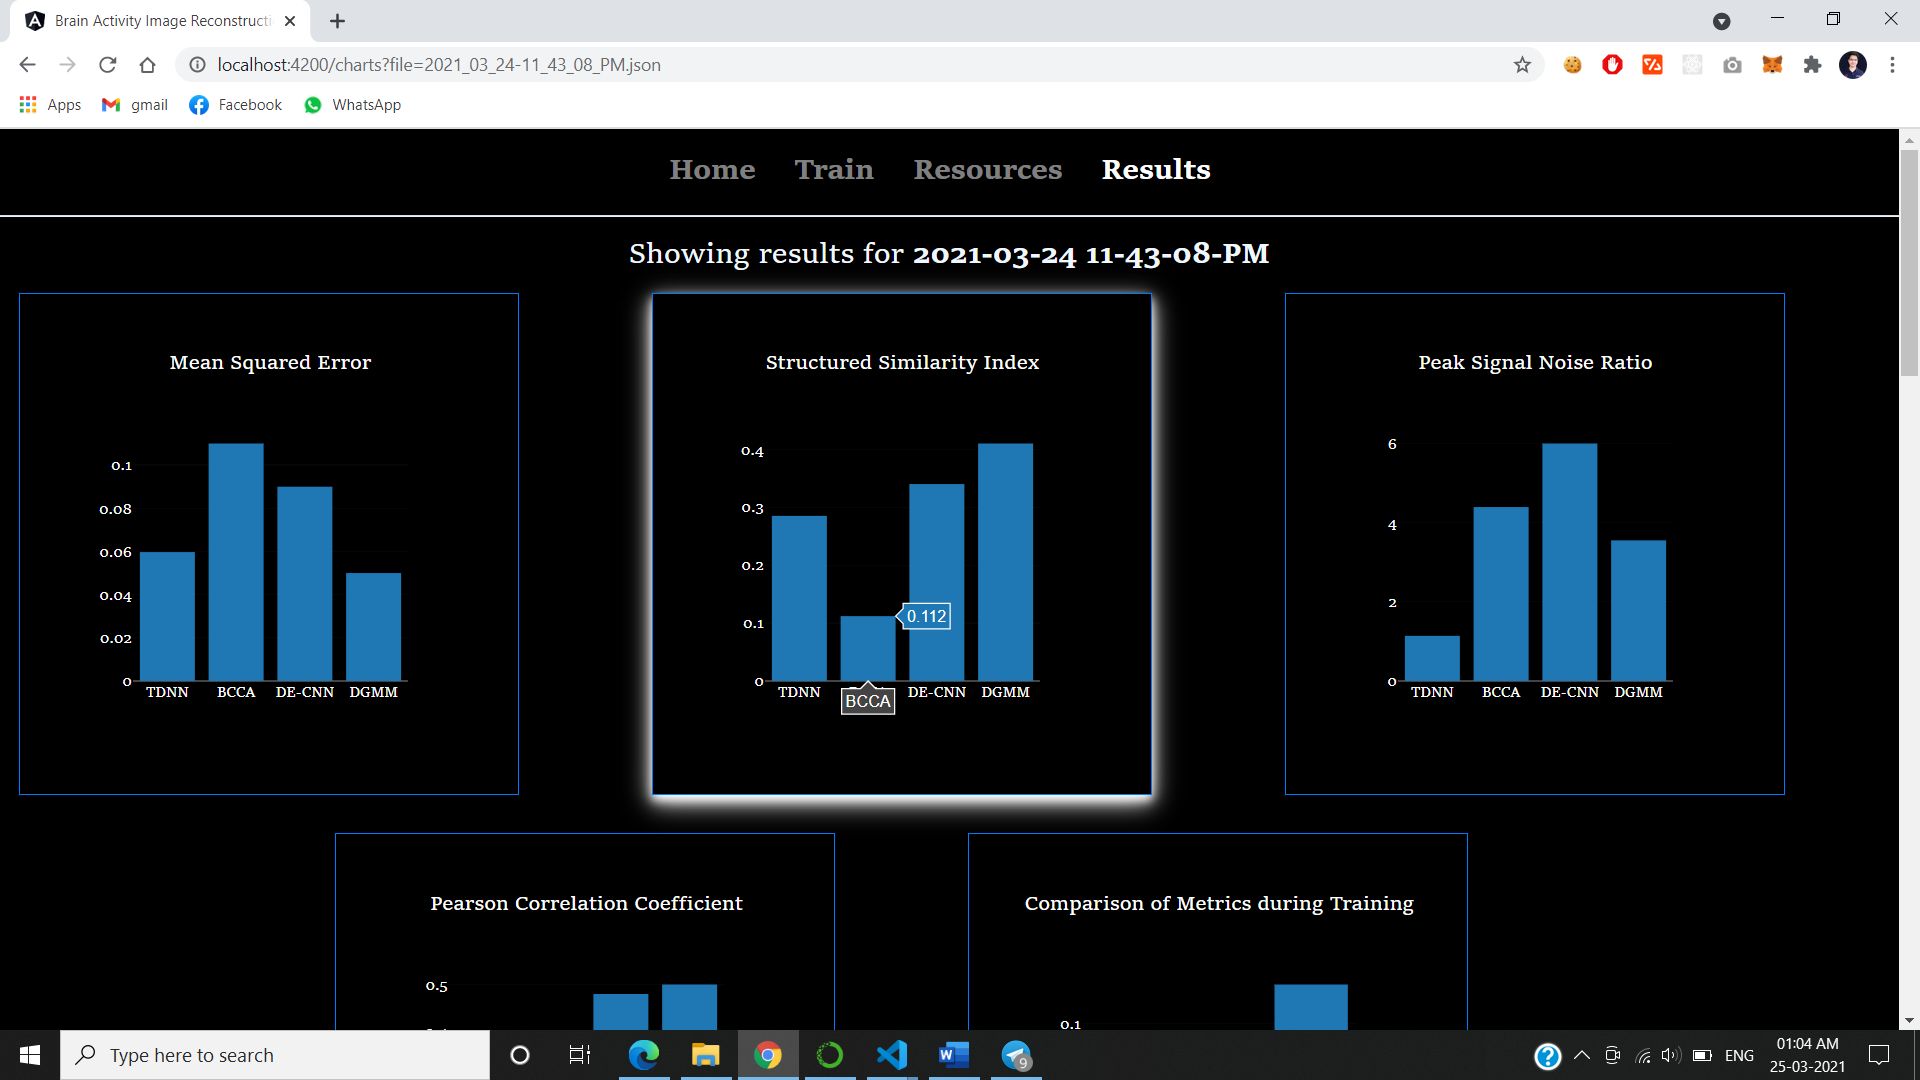 Brain Activity Image Reconstructi
localhost:4200/charts?file=2021_03_24-11_43_08_PM.json
Apps gmail Facebook WhatsApp
Home Train Resources Results
Showing results for 2021-03-24 11-43-08-PM
Mean Squared Error
0.1
0.08
0.06
0.04
0.02
0
TDNN BCCA DE-CNN DGMM
Structured Similarity Index
0.4
0.3
0.2
0.1
0
0.112
TDNN DE-CNN DGMM
BCCA
Peak Signal Noise Ratio
6
4
2
0
TDNN BCCA DE-CNN DGMM
Pearson Correlation Coefficient
0.5
Comparison of Metrics during Training
0.1
Type here to search
9
ENG
01:04 AM
25-03-2021